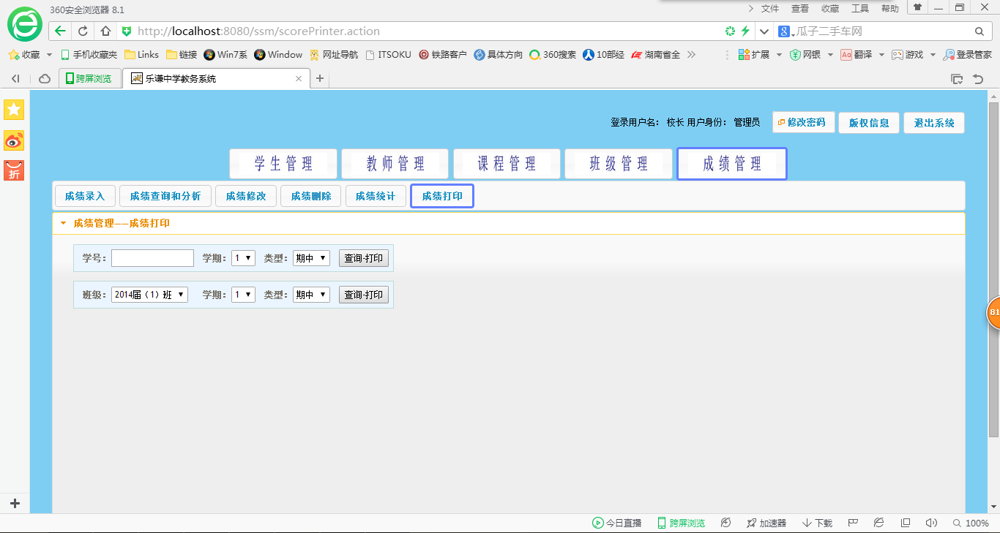 360安全浏览器 8.1
文件 查看 收藏 工具 帮助
http://localhost:8080/ssm/scorePrinter.action
瓜子二手车网
收藏 手机收藏夹 Links 链接 Win7系 Window 网址导航 ITSOKU 铁路客户 具体方向 360搜索 10部经 湖南省全 扩展 网银 翻译 游戏 登录管家
跨屏浏览 乐谦中学教务系统
折
登录用户名： 校长 用户身份： 管理员 修改密码 版权信息 退出系统
学生管理 教师管理 课程管理 班级管理 成绩管理
成绩录入 成绩查询和分析 成绩修改 成绩删除 成绩统计 成绩打印
成绩管理——成绩打印
学号： 学期： 1 类型： 期中 查询-打印
班级： 2014届（1）班 学期： 1 类型： 期中 查询-打印
81
今日直播 跨屏浏览 加速器 下载 100%